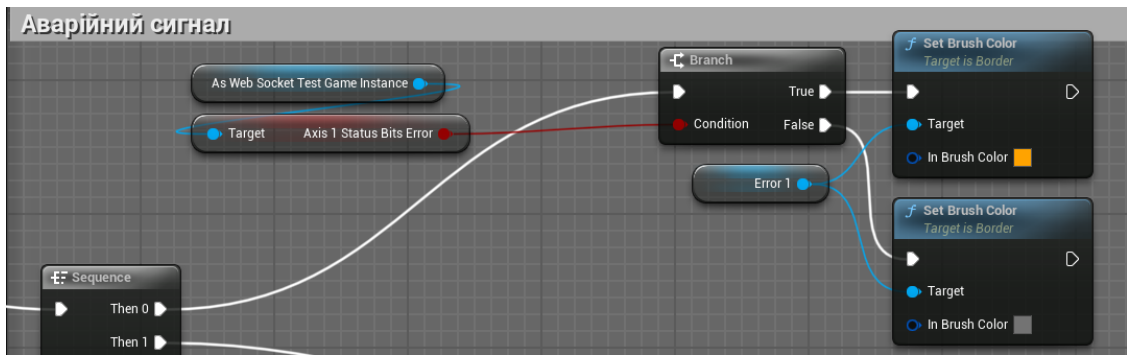 Аварійний сигнал
As Web Socket Test Game Instance
Target
Axis 1 Status Bits Error
Branch
True
Condition
False
Error 1
Set Brush Color
Target is Border
Target
In Brush Color
Set Brush Color
Target is Border
Target
In Brush Color
Sequence
Then 0
Then 1